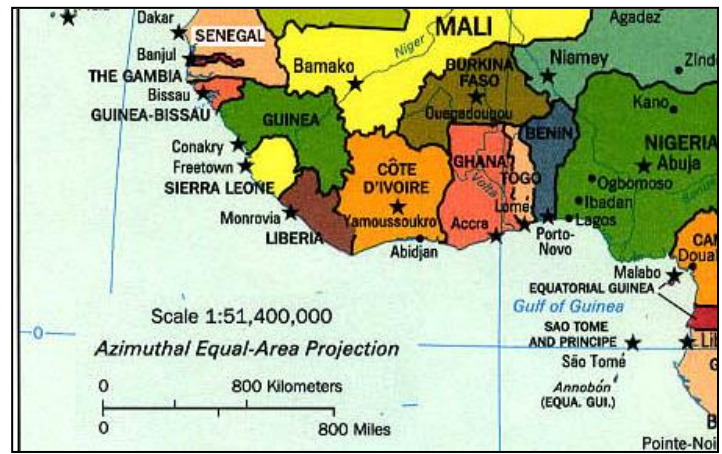 Dakar
SENEGAL
MALI
Niger
Agadez
Banjul
Bamako
Niamey
Zind
THE GAMBIA
BURKINA
FASO
Bissau
Ouagadougou
Kano
GUINEA-BISSAU
GUINEA
BENIN
NIGERIA
Conakry
GHANA
Abuja
Freetown
CÔTE
D'IVOIRE
TOGO
Volta
Ogbomoso
SIERRA LEONE
Ibadan
Monrovia
Yamoussoukro
Lomé
Lagos
LIBERIA
Accra
Porto-
Novo
Abidjan
CAM
Doual
Malabo
EQUATORIAL GUINEA
Gulf of Guinea
Scale 1:51,400,000
SAO TOME
AND PRINCIPE
0
Lib
Azimuthal Equal-Area Projection
São Tomé
G
0 800 Kilometers
Annobón
(EQUA. GUI.)
0 800 Miles
Pointe-Noi